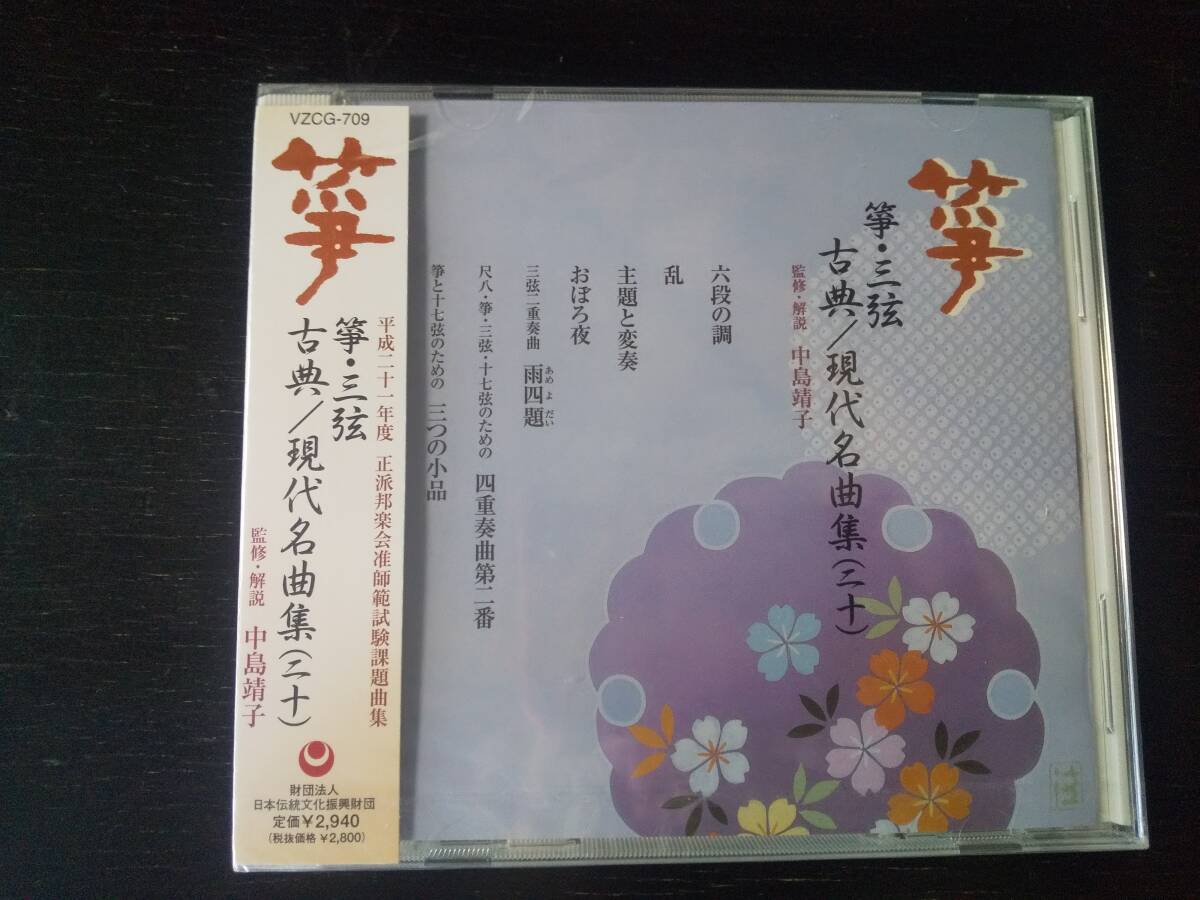 VZCG-709
箏
平成二十一年度 正派邦楽会准師範試験課題曲集
箏・三弦
古典/現代名曲集(二十)
監修・解説 中島靖子
財団法人
日本伝統文化振興財団
定価¥2,940
(税抜価格 ¥2,800)
箏
箏・三弦
古典/現代名曲集(二十)
監修・解説 中島靖子
六段の調
乱
主題と変奏
おぼろ夜
三弦二重奏曲 雨四題
あめよだい
尺八・箏・三弦・十七弦のための 四重奏曲第二番
箏と十七弦のための 三つの小品